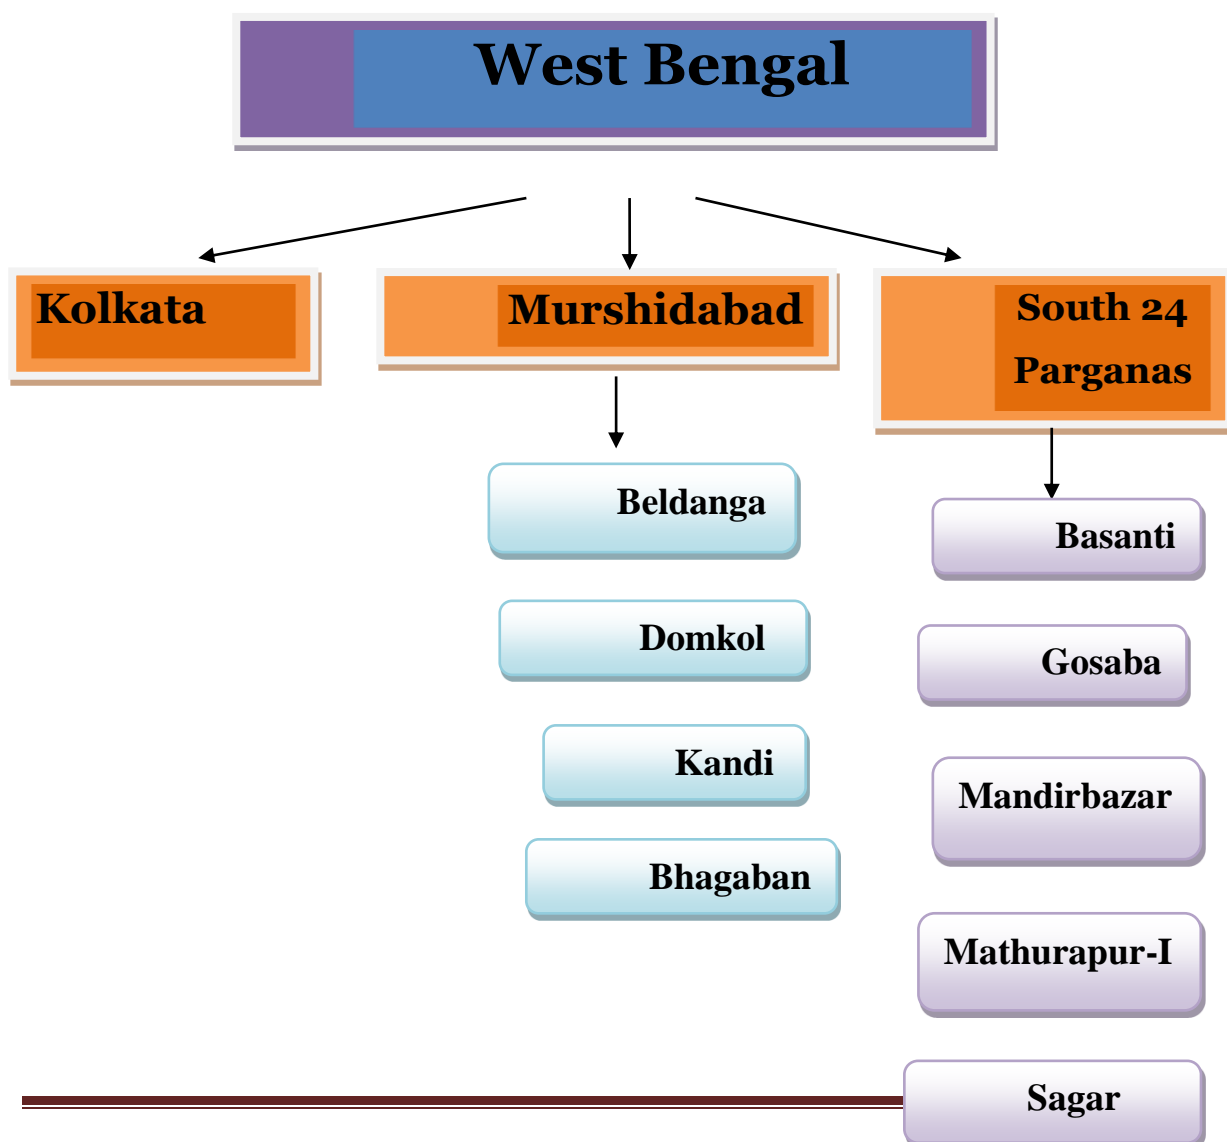 West Bengal
Kolkata
Murshidabad
South 24
Parganas
Beldanga
Domkol
Kandi
Bhagaban
Basanti
Gosaba
Mandirbazar
Mathurapur-I
Sagar